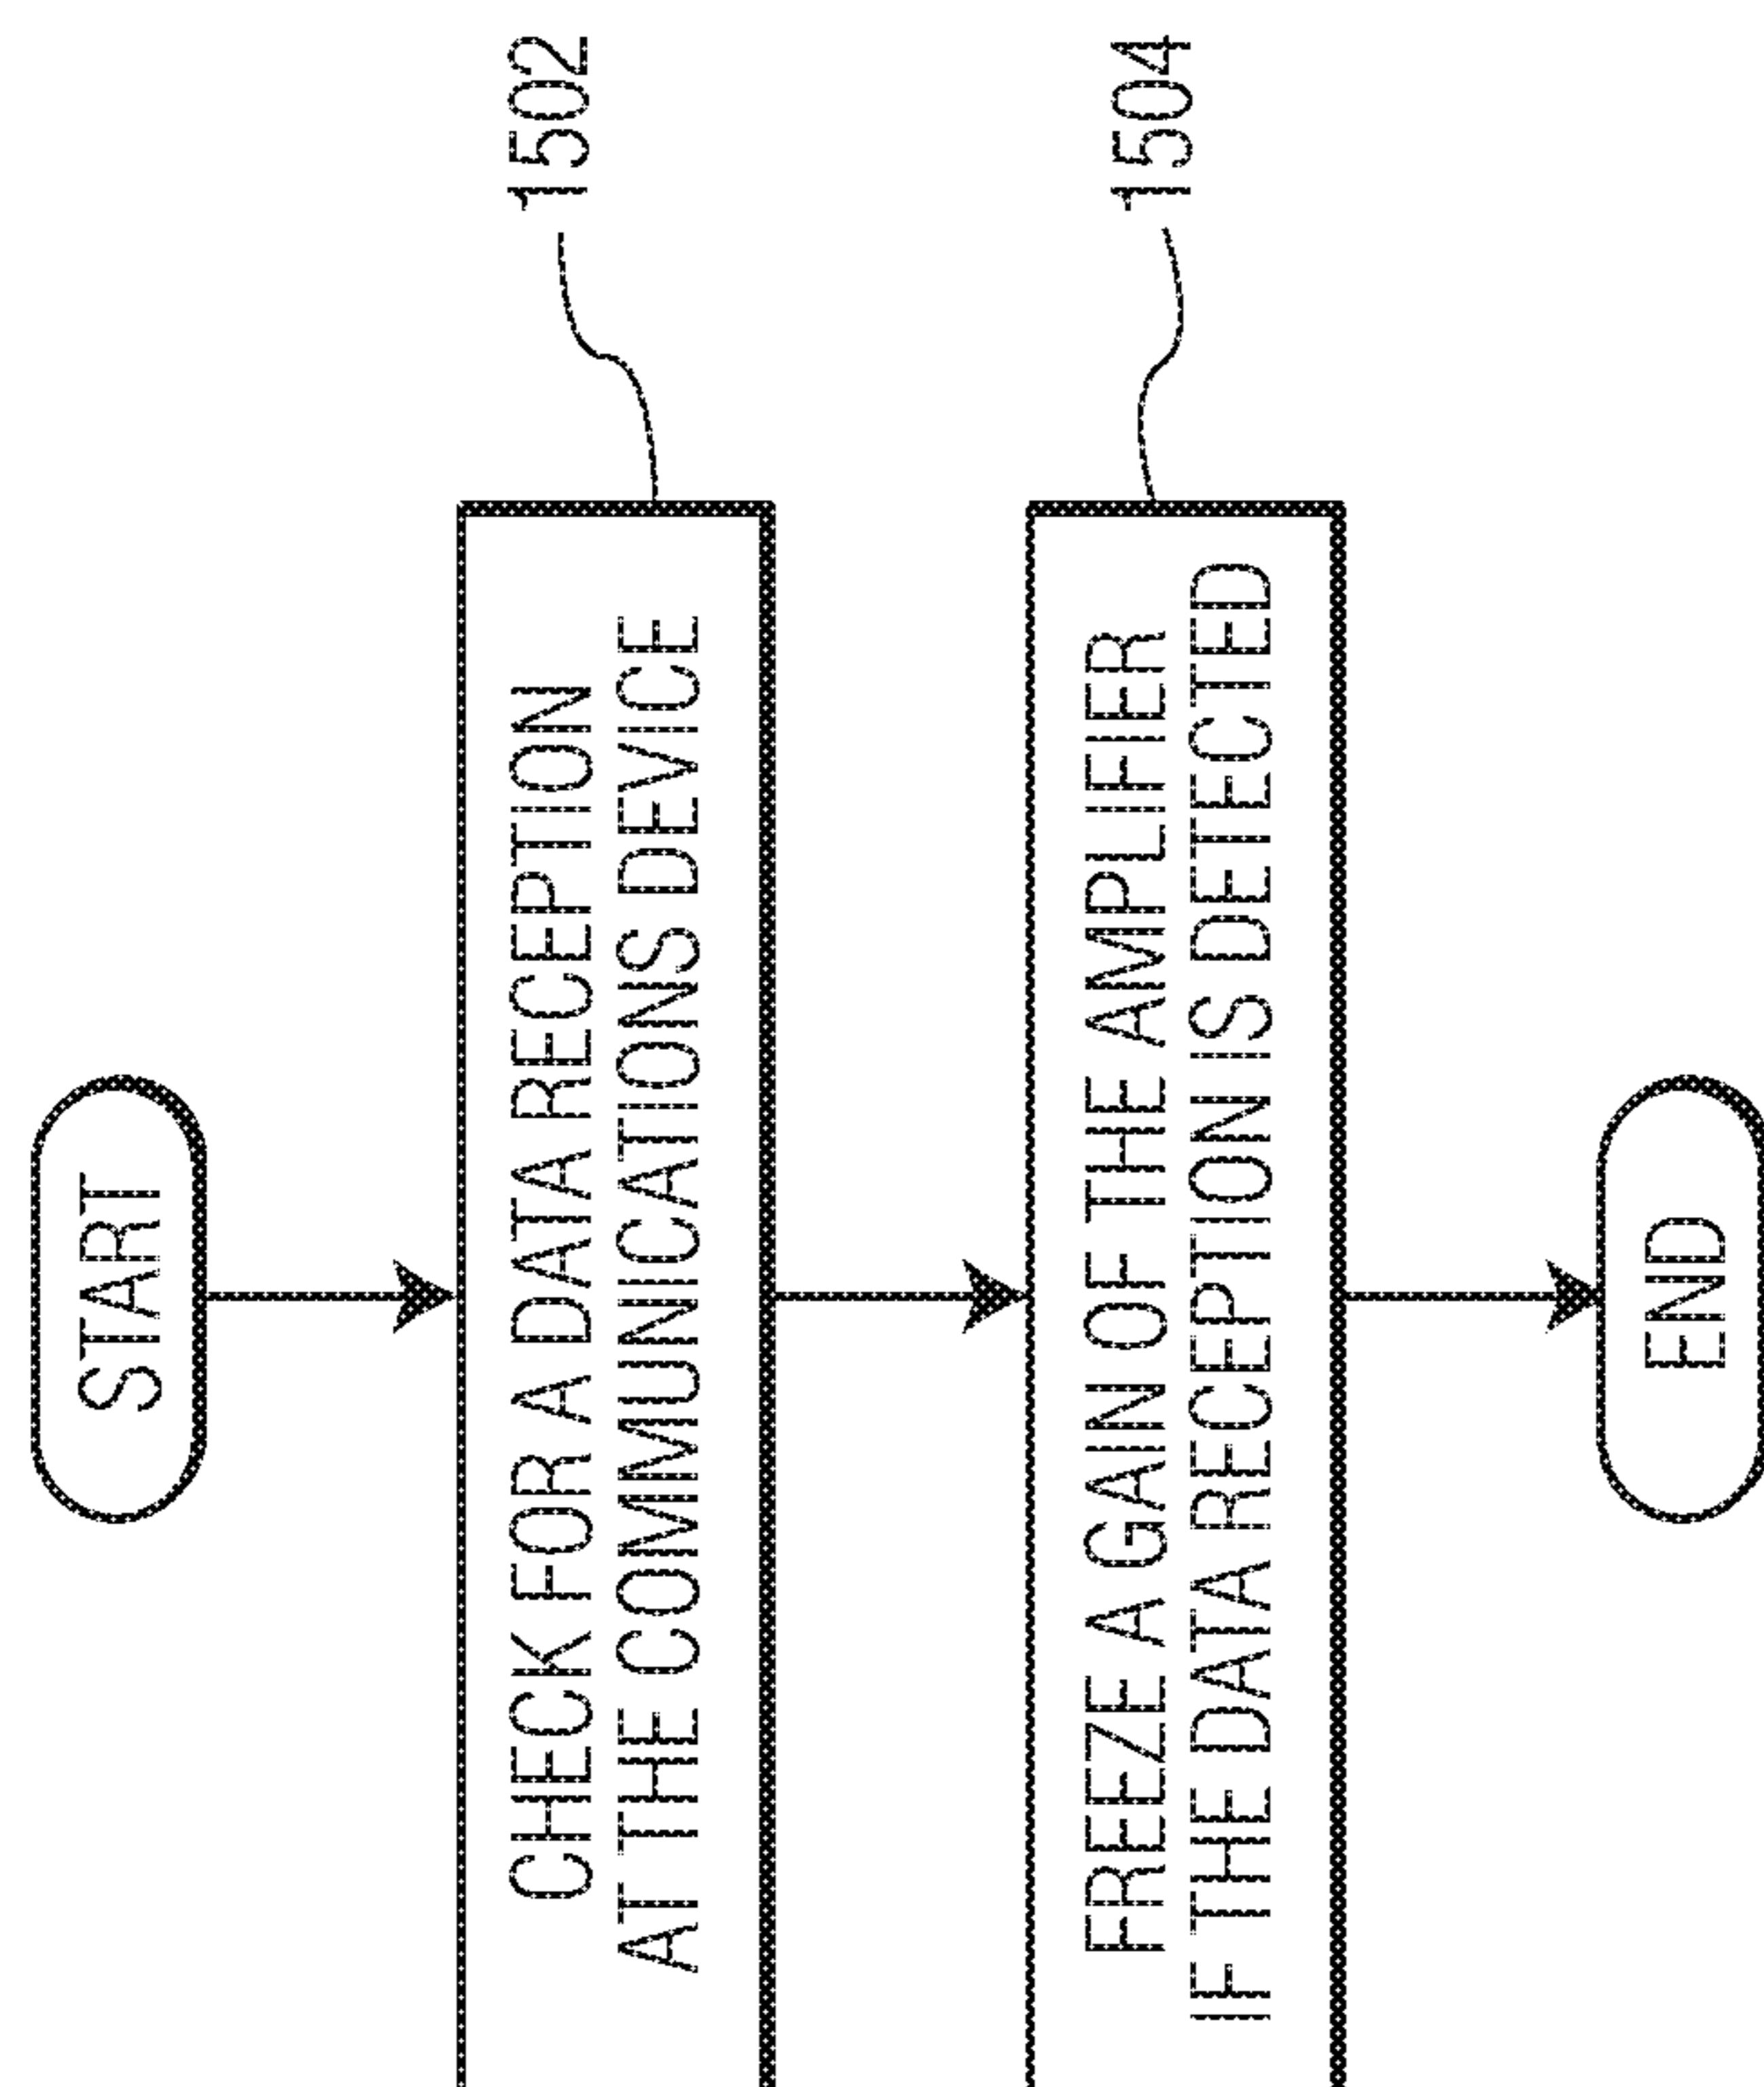 START
CHECK FOR A DATA RECEPTION
AT THE COMMUNICATIONS DEVICE
1502
FREEZE A GAIN OF THE AMPLIFIER
IF THE DATA RECEPTION IS DETECTED
1504
END